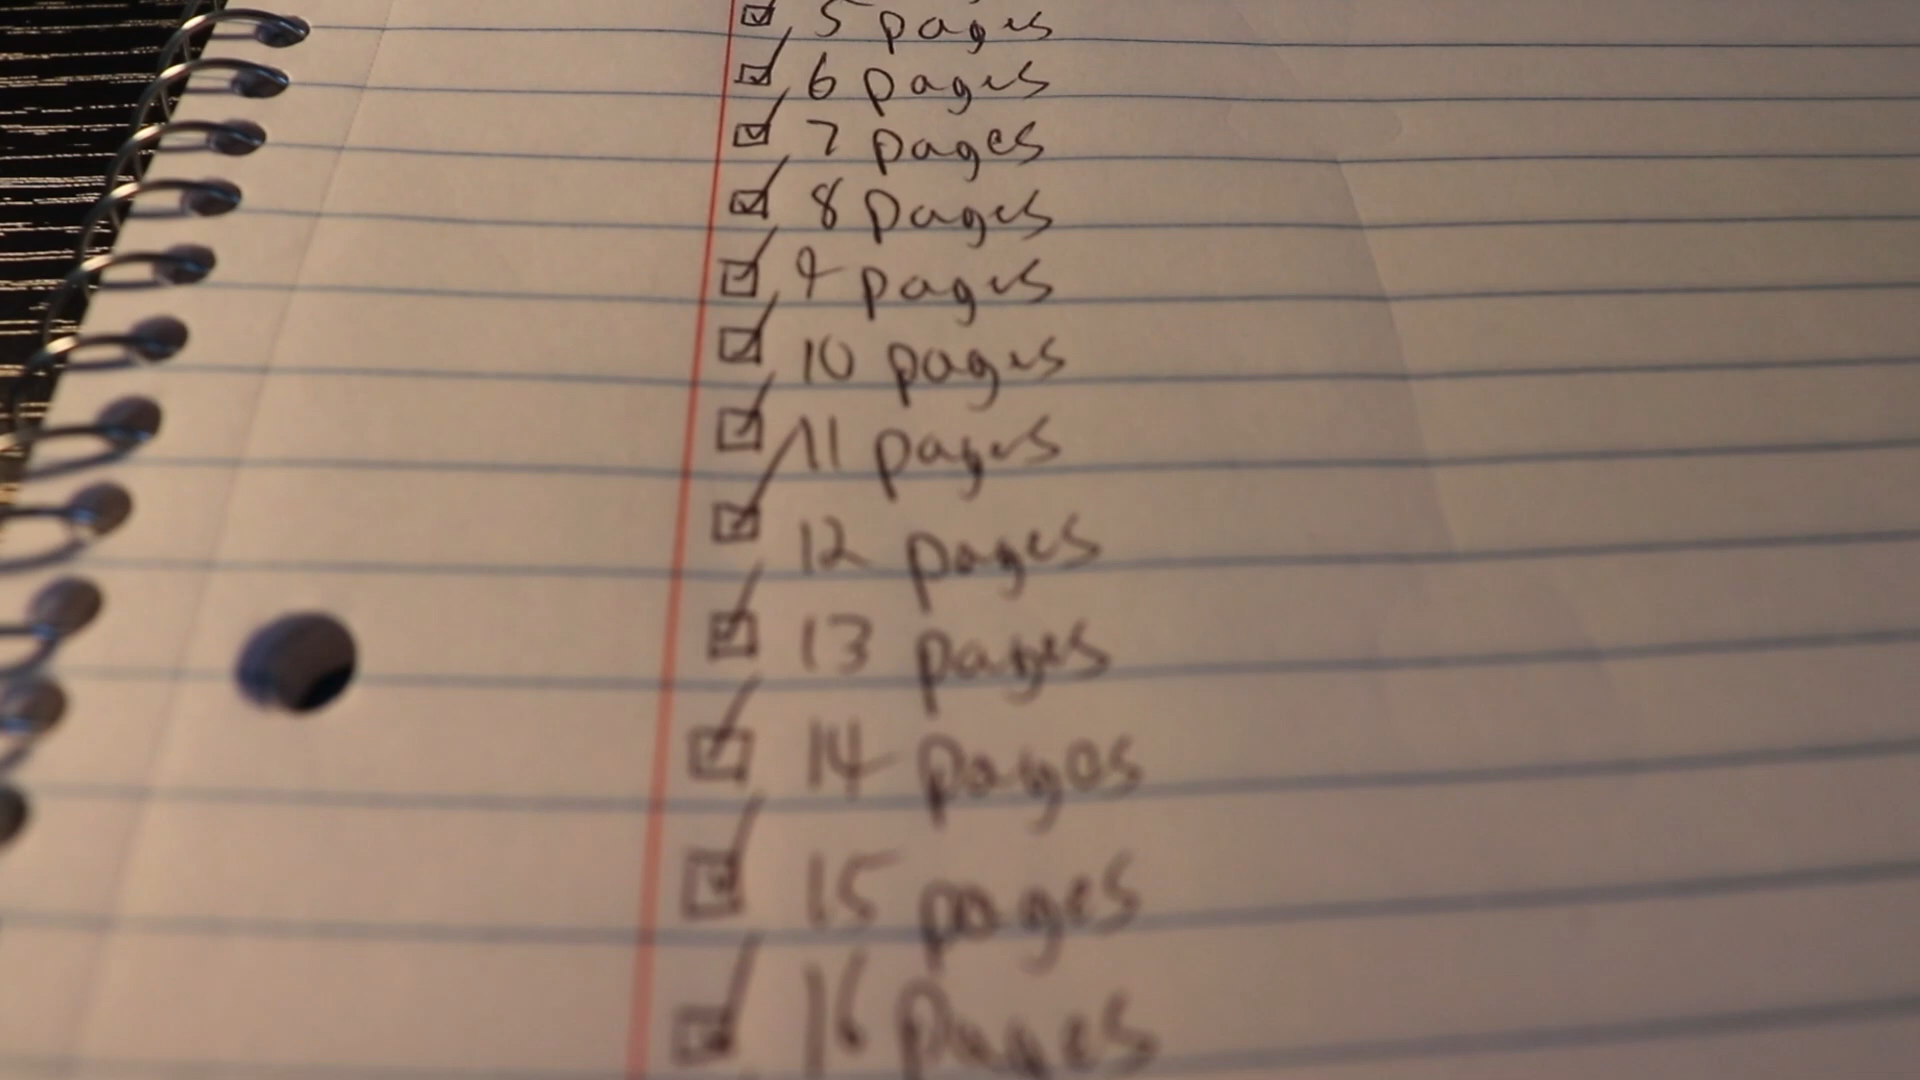 ☑ 5 pages
☑ 6 pages
☑ 7 pages
☑ 8 pages
☑ 9 pages
☑ 10 pages
☑ 11 pages
☑ 12 pages
☑ 13 pages
☑ 14 pages
☑ 15 pages
☑ 16 pages